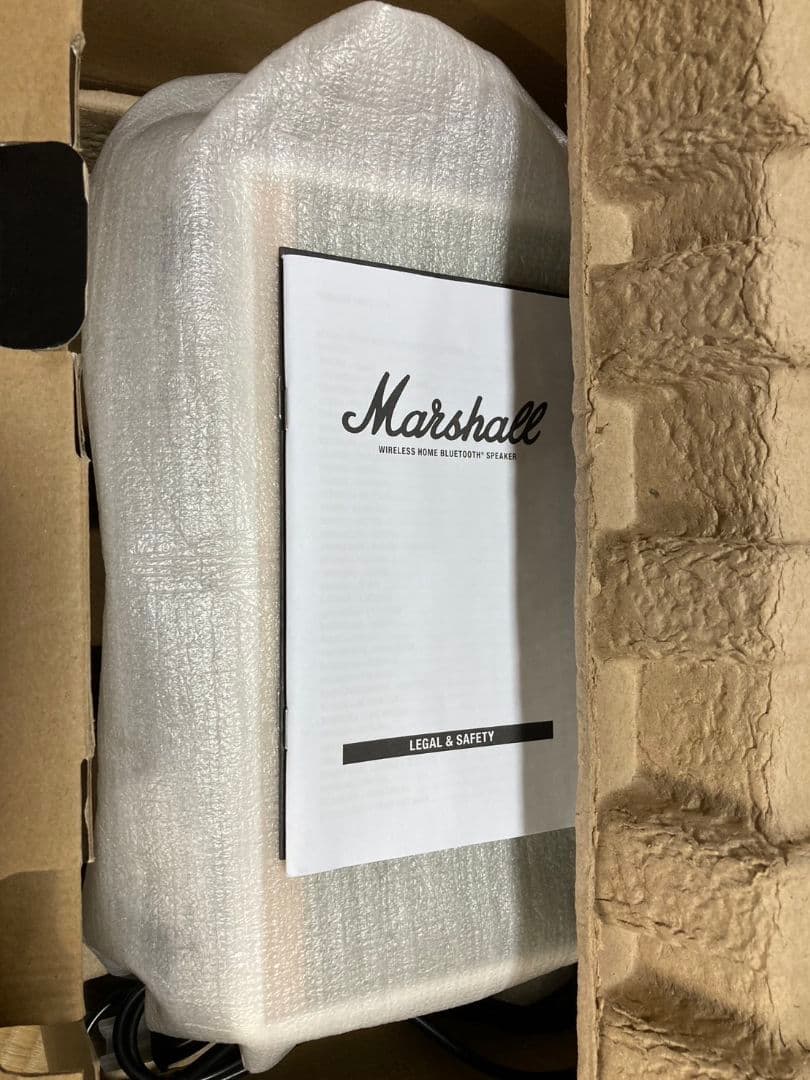 Marshall
WIRELESS HOME BLUETOOTH® SPEAKER
LEGAL & SAFETY